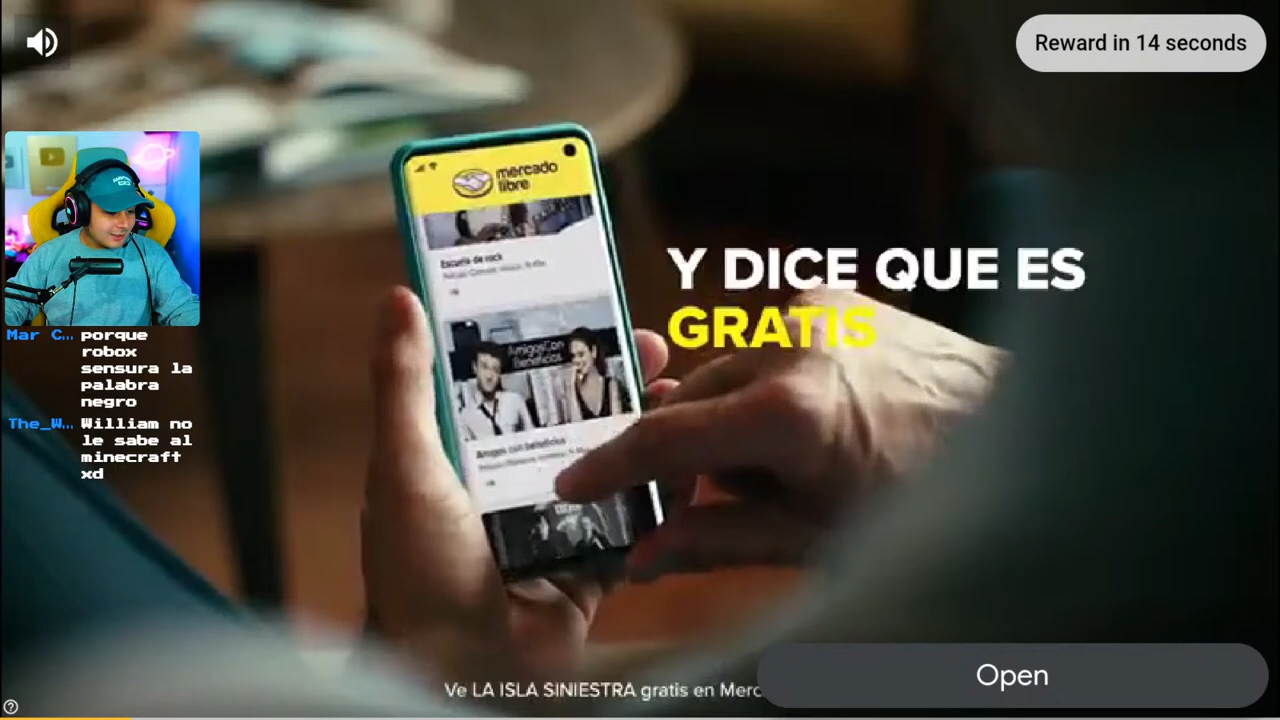 Reward in 14 seconds
mercado
libre
Escuela de rock
Y DICE QUE ES
GRATIS
AmigosCon
Beneficios
Amigos con beneficios
Mar C… porque
robox
sensura la
palabra
negro
The_W… William no
le sabe al
minecraft
xd
Ve LA ISLA SINIESTRA gratis en Merc
Open